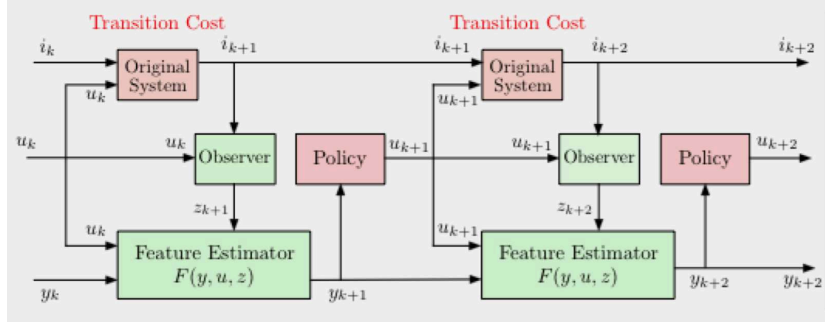 Transition Cost
Transition Cost
i_k
i_{k+1}
i_{k+1}
i_{k+2}
i_{k+2}
Original
System
Original
System
u_k
u_{k+1}
u_k
u_k
Observer
Policy
u_{k+1}
u_{k+1}
Observer
Policy
u_{k+2}
z_{k+1}
z_{k+2}
u_k
u_{k+1}
Feature Estimator
F(y, u, z)
Feature Estimator
F(y, u, z)
y_k
y_{k+1}
y_{k+2}
y_{k+2}